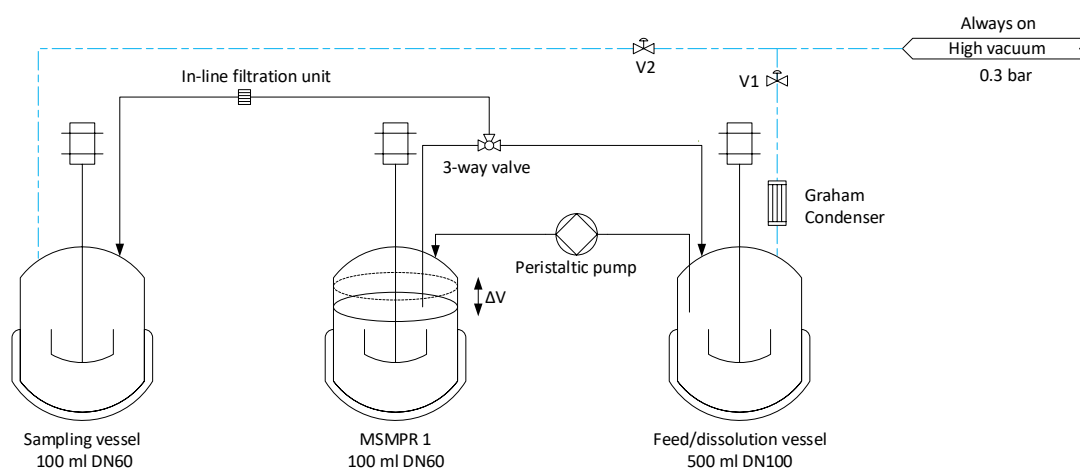 Always on
High vacuum
0.3 bar
V2
V1
In-line filtration unit
3-way valve
Graham
Condenser
Peristaltic pump
ΔV
Sampling vessel
100 ml DN60
MSMPR 1
100 ml DN60
Feed/dissolution vessel
500 ml DN100